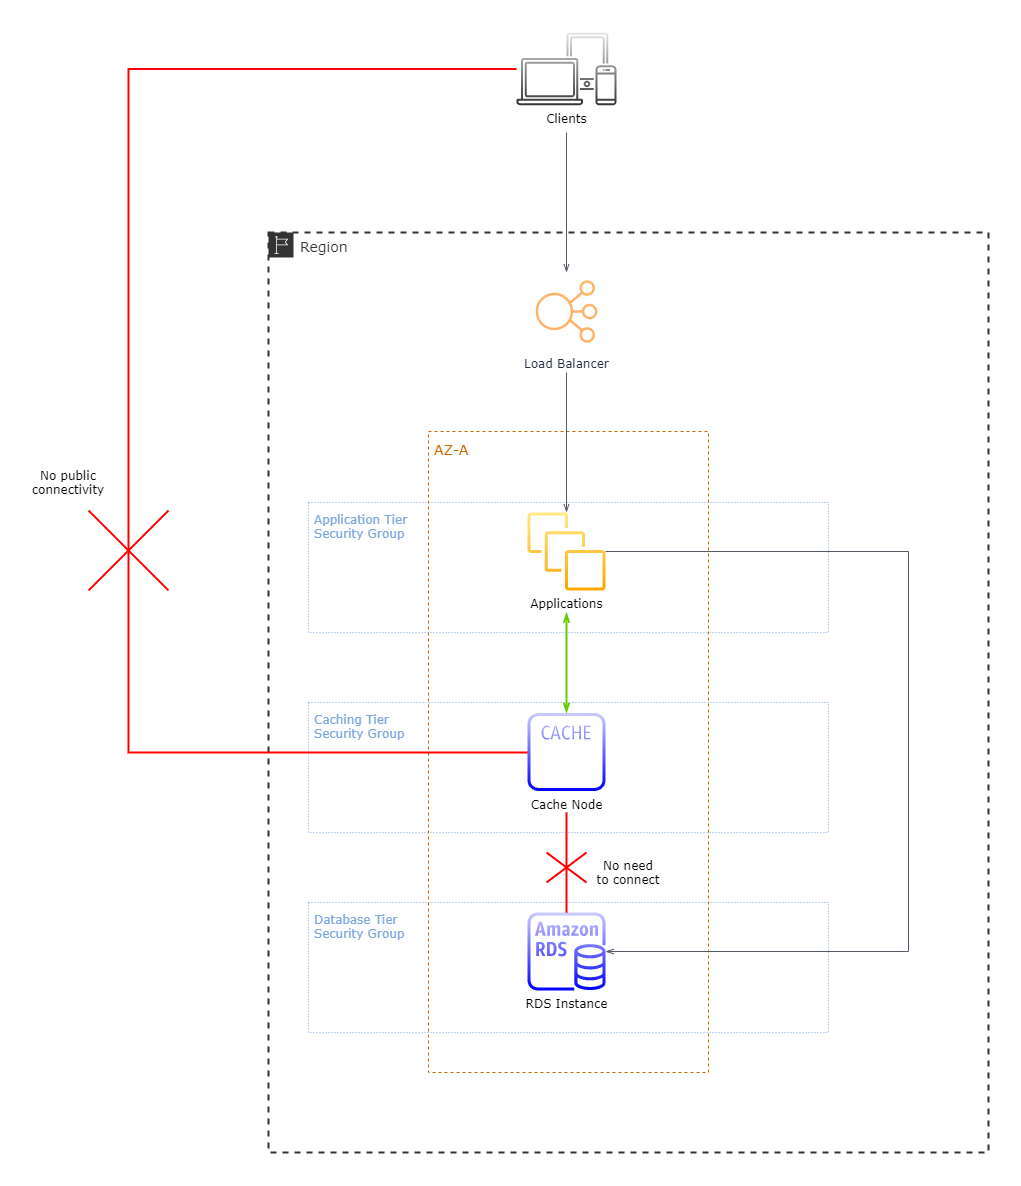 Clients
Region
Load Balancer
AZ-A
No public
connectivity
Application Tier
Security Group
Applications
Caching Tier
Security Group
CACHE
Cache Node
No need
to connect
Database Tier
Security Group
Amazon
RDS
RDS Instance